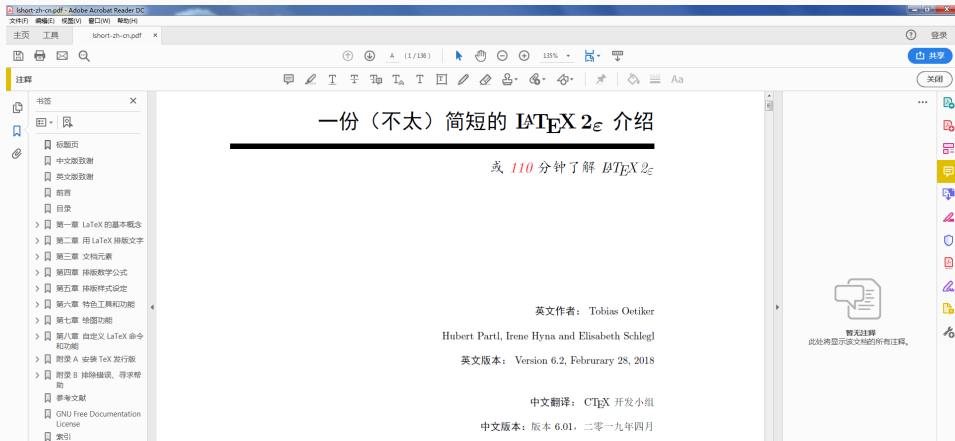 lshort-zh-cn.pdf - Adobe Acrobat Reader DC
文件(F) 编辑(E) 视图(V) 窗口(W) 帮助(H)
主页 工具 lshort-zh-cn.pdf × 登录
A (1 / 136) 135% 共享
注释 T T T T T T Aa 关闭
书签 ×
标题页
中文版致谢
英文版致谢
前言
目录
第一章 LaTeX 的基本概念
第二章 用 LaTeX 排版文字
第三章 文档元素
第四章 排版数学公式
第五章 排版样式设定
第六章 特色工具和功能
第七章 绘图功能
第八章 自定义 LaTeX 命令
和功能
附录 A 安装 TeX 发行版
附录 B 排除错误、寻求帮
助
参考文献
GNU Free Documentation
License
索引
一份（不太）简短的 LATEX 2ε 介绍
或 110 分钟了解 LATEX 2ε
英文作者： Tobias Oetiker
Hubert Partl, Irene Hyna and Elisabeth Schlegl
英文版本： Version 6.2, Februrary 28, 2018
中文翻译： CTEX 开发小组
中文版本：版本 6.01，二零一九年四月
暂无注释
此处将显示该文档的所有注释。